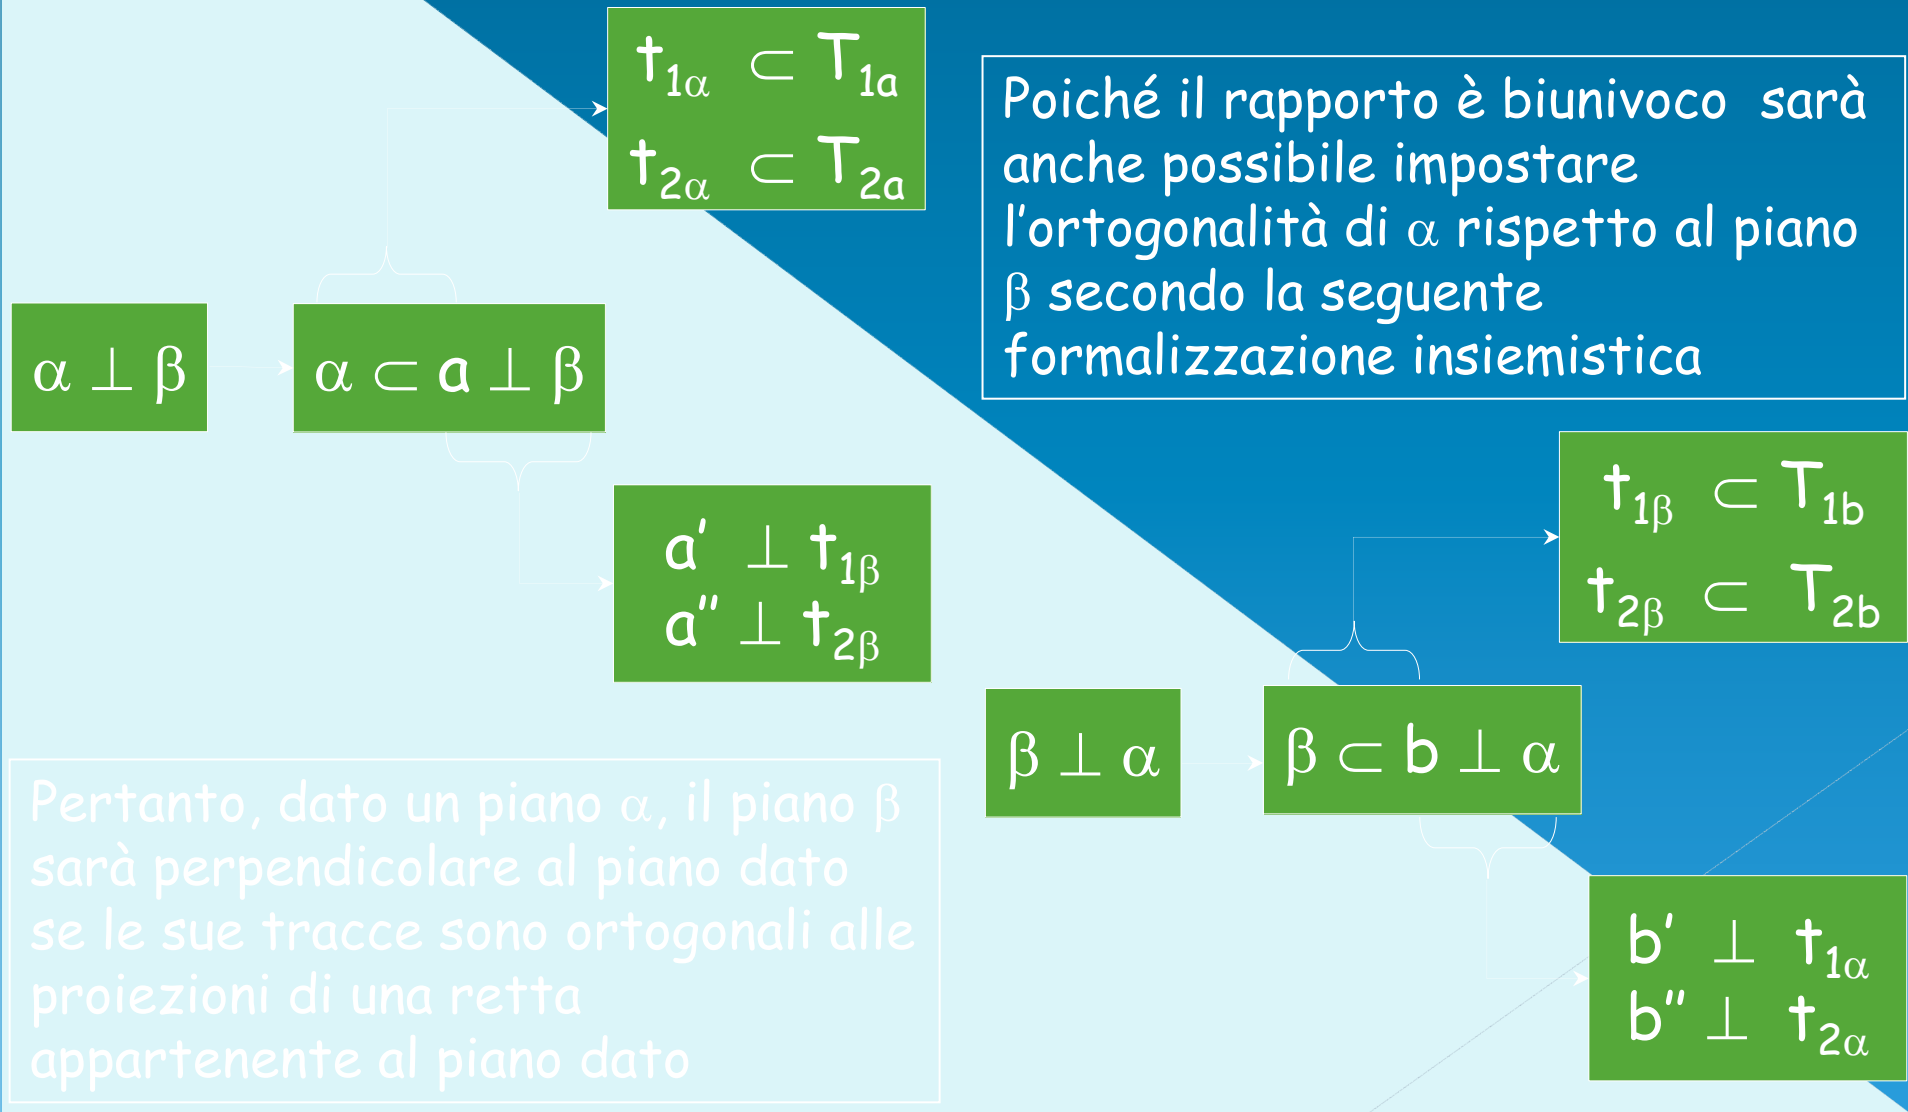 t1α ⊂ T1a
t2α ⊂ T2a
α ⊥ β
α ⊂ a ⊥ β
a′ ⊥ t1β
a″ ⊥ t2β
Pertanto, dato un piano α, il piano β
sarà perpendicolare al piano dato
se le sue tracce sono ortogonali alle
proiezioni di una retta
appartenente al piano dato
Poiché il rapporto è biunivoco sarà
anche possibile impostare
l’ortogonalità di α rispetto al piano
β secondo la seguente
formalizzazione insiemistica
t1β ⊂ T1b
t2β ⊂ T2b
β ⊥ α
β ⊂ b ⊥ α
b′ ⊥ t1α
b″ ⊥ t2α